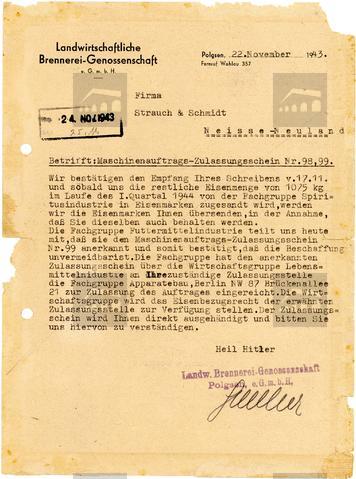 Landwirtschaftliche
Brennerei-Genossenschaft
e. G. m. b. H.
Polgsen, 22. November 1943.
Fernruf Wohlau 357
Firma
Strauch & Schmidt
Neisse-Neuland
24. NOV. 1943
25. 11.
Betrifft:Maschinenauftrags-Zulassungsschein Nr.98,99.
Wir bestätigen den Empfang Ihres Schreibens v.17.11
und sobald uns die restliche Eisenmenge von 1075 kg
im Laufe des I.Quartal 1944 von der Fachgruppe Spiri-
tusindustrie in Eisenmarken zugesandt wird,werden
wir die Eisenmarken Ihnen übersenden,in der Annahme,
daß Sie dieselben auch behalten werden.
Die Fachgruppe Futtermittelindustrie teilt uns heute
mit,daß sie den Maschinenauftrags-Zulassungsschein
Nr.99 anerkannt und somit bestätigt,daß die Beschaffung
unvermeidbarist.Die Fachgruppe hat den anerkannten
Zulassungsschein über die Wirtschaftsgruppe Lebens-
mittelindustrie an Ihrezuständige Zulassungsstelle
die Fachgruppe Apparatebau,Berlin NW 87 Brückenallee
21 zur Zulassung des Auftrages eingereicht.Die Wirt-
schaftsgruppe wird das Eisenbezugsrecht der erwähnten
Zulassungsstelle zur Verfügung stellen.Der Zulassungs-
schein wird Ihnen direkt ausgehändigt und bitten Sie
uns hiervon zu verständigen.
Heil Hitler
Landw. Brennerei-Genossenschaft
Polgsen, e.G.m.b.H.